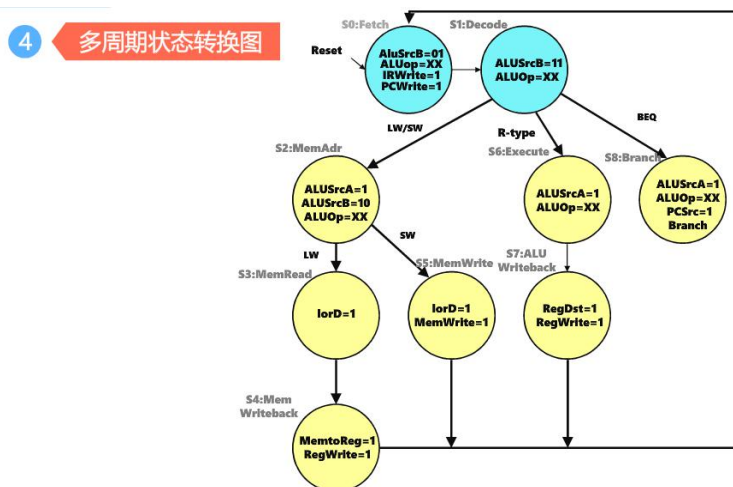 4
多周期状态转换图
S0:Fetch
S1:Decode
Reset
AluSrcB=01
ALUop=XX
IRWrite=1
PCWrite=1
ALUSrcB=11
ALUOp=XX
LW/SW
R-type
BEQ
S2:MemAdr
S6:Execute
S8:Branch
ALUSrcA=1
ALUSrcB=10
ALUOp=XX
ALUSrcA=1
ALUOp=XX
ALUSrcA=1
ALUOp=XX
PCSrc=1
Branch
LW
SW
S3:MemRead
S5:MemWrite
S7:ALU
Writeback
IorD=1
IorD=1
MemWrite=1
RegDst=1
RegWrite=1
S4:Mem
Writeback
MemtoReg=1
RegWrite=1